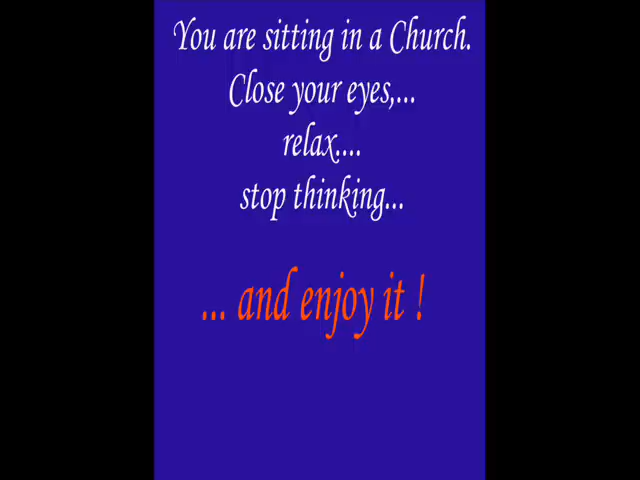 You are sitting in a Church.
Close your eyes,...
relax....
stop thinking...
... and enjoy it !